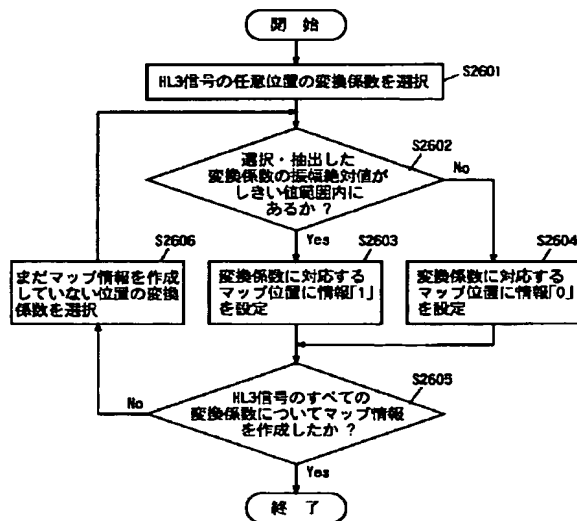 開 始
HL3信号の任意位置の変換係数を選択
S2601
S2602
選択・抽出した
変換係数の振幅絶対値が
しきい値範囲内に
あるか ?
No
Yes
S2606
まだマップ情報を作成
していない位置の変換
係数を選択
S2603
変換係数に対応する
マップ位置に情報「1」
を設定
S2604
変換係数に対応する
マップ位置に情報「0」
を設定
S2605
HL3信号のすべての
変換係数についてマップ情報
を作成したか ?
No
Yes
終 了